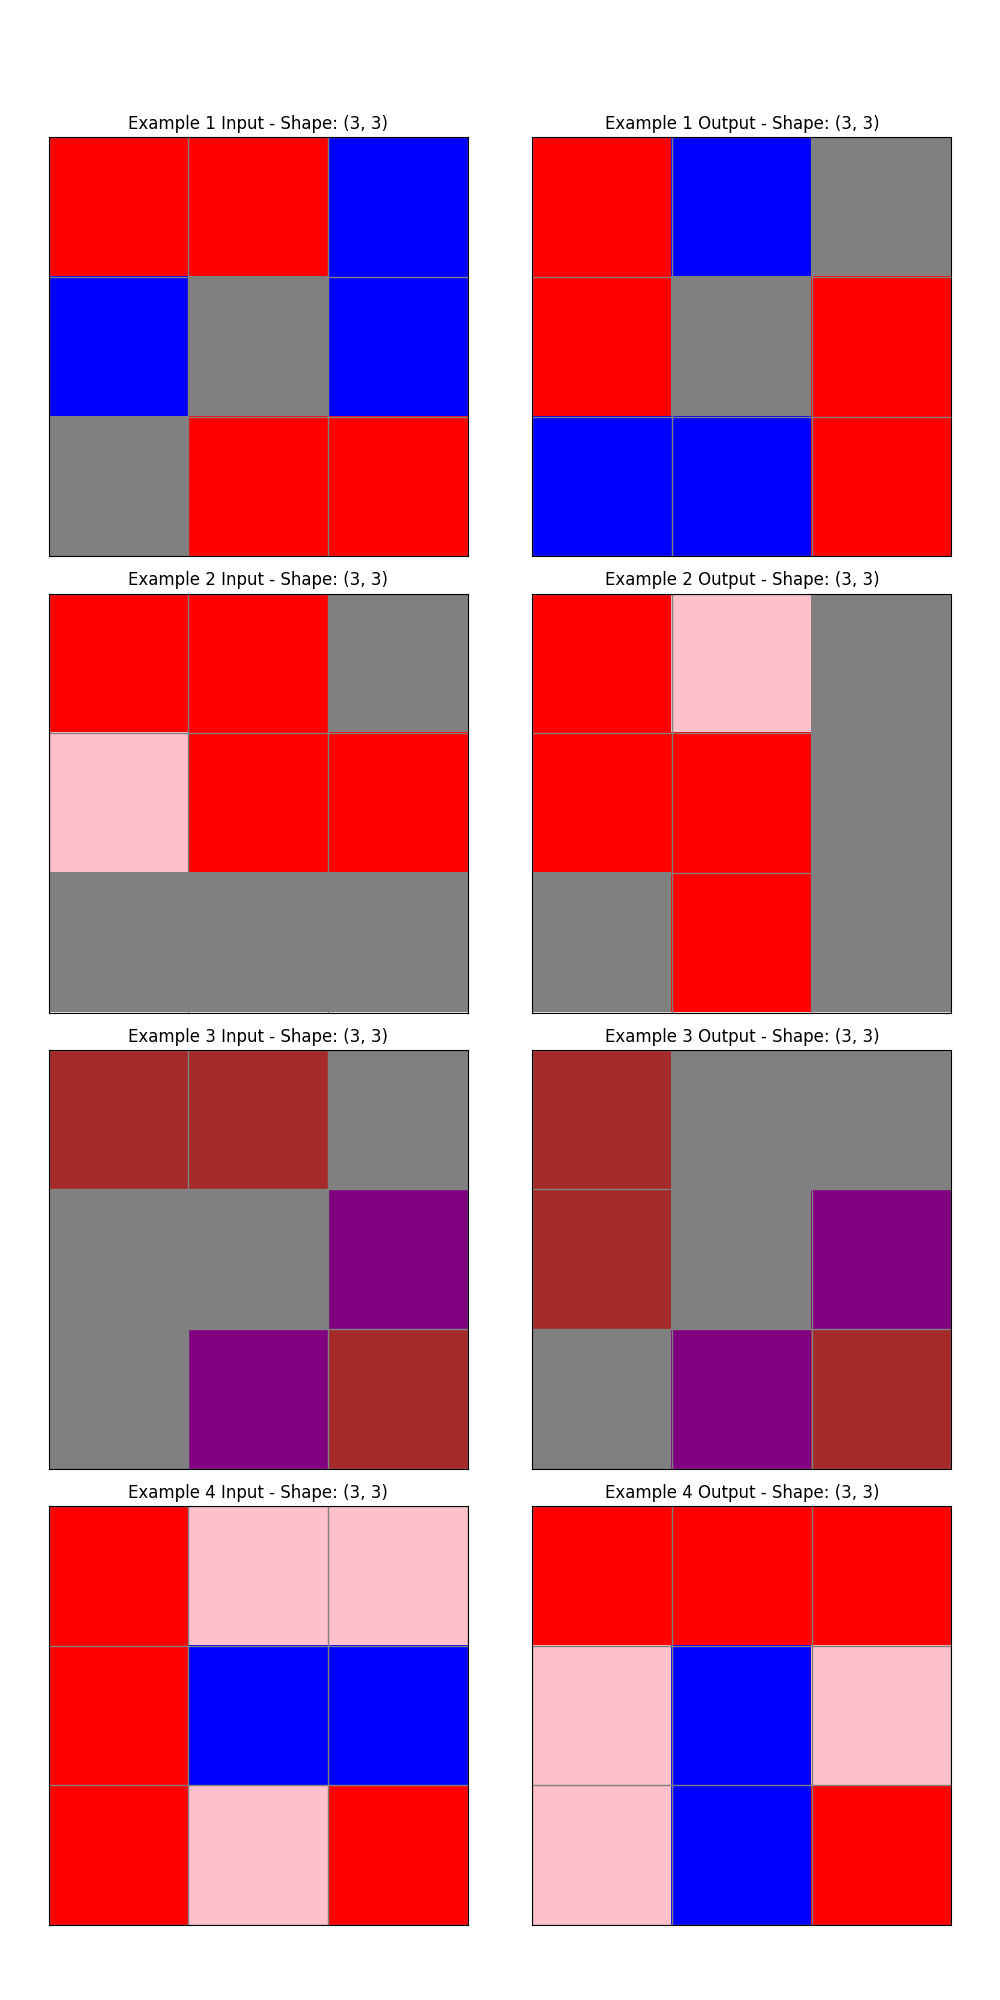 Example 1 Input - Shape: (3, 3)
Example 1 Output - Shape: (3, 3)
Example 2 Input - Shape: (3, 3)
Example 2 Output - Shape: (3, 3)
Example 3 Input - Shape: (3, 3)
Example 3 Output - Shape: (3, 3)
Example 4 Input - Shape: (3, 3)
Example 4 Output - Shape: (3, 3)